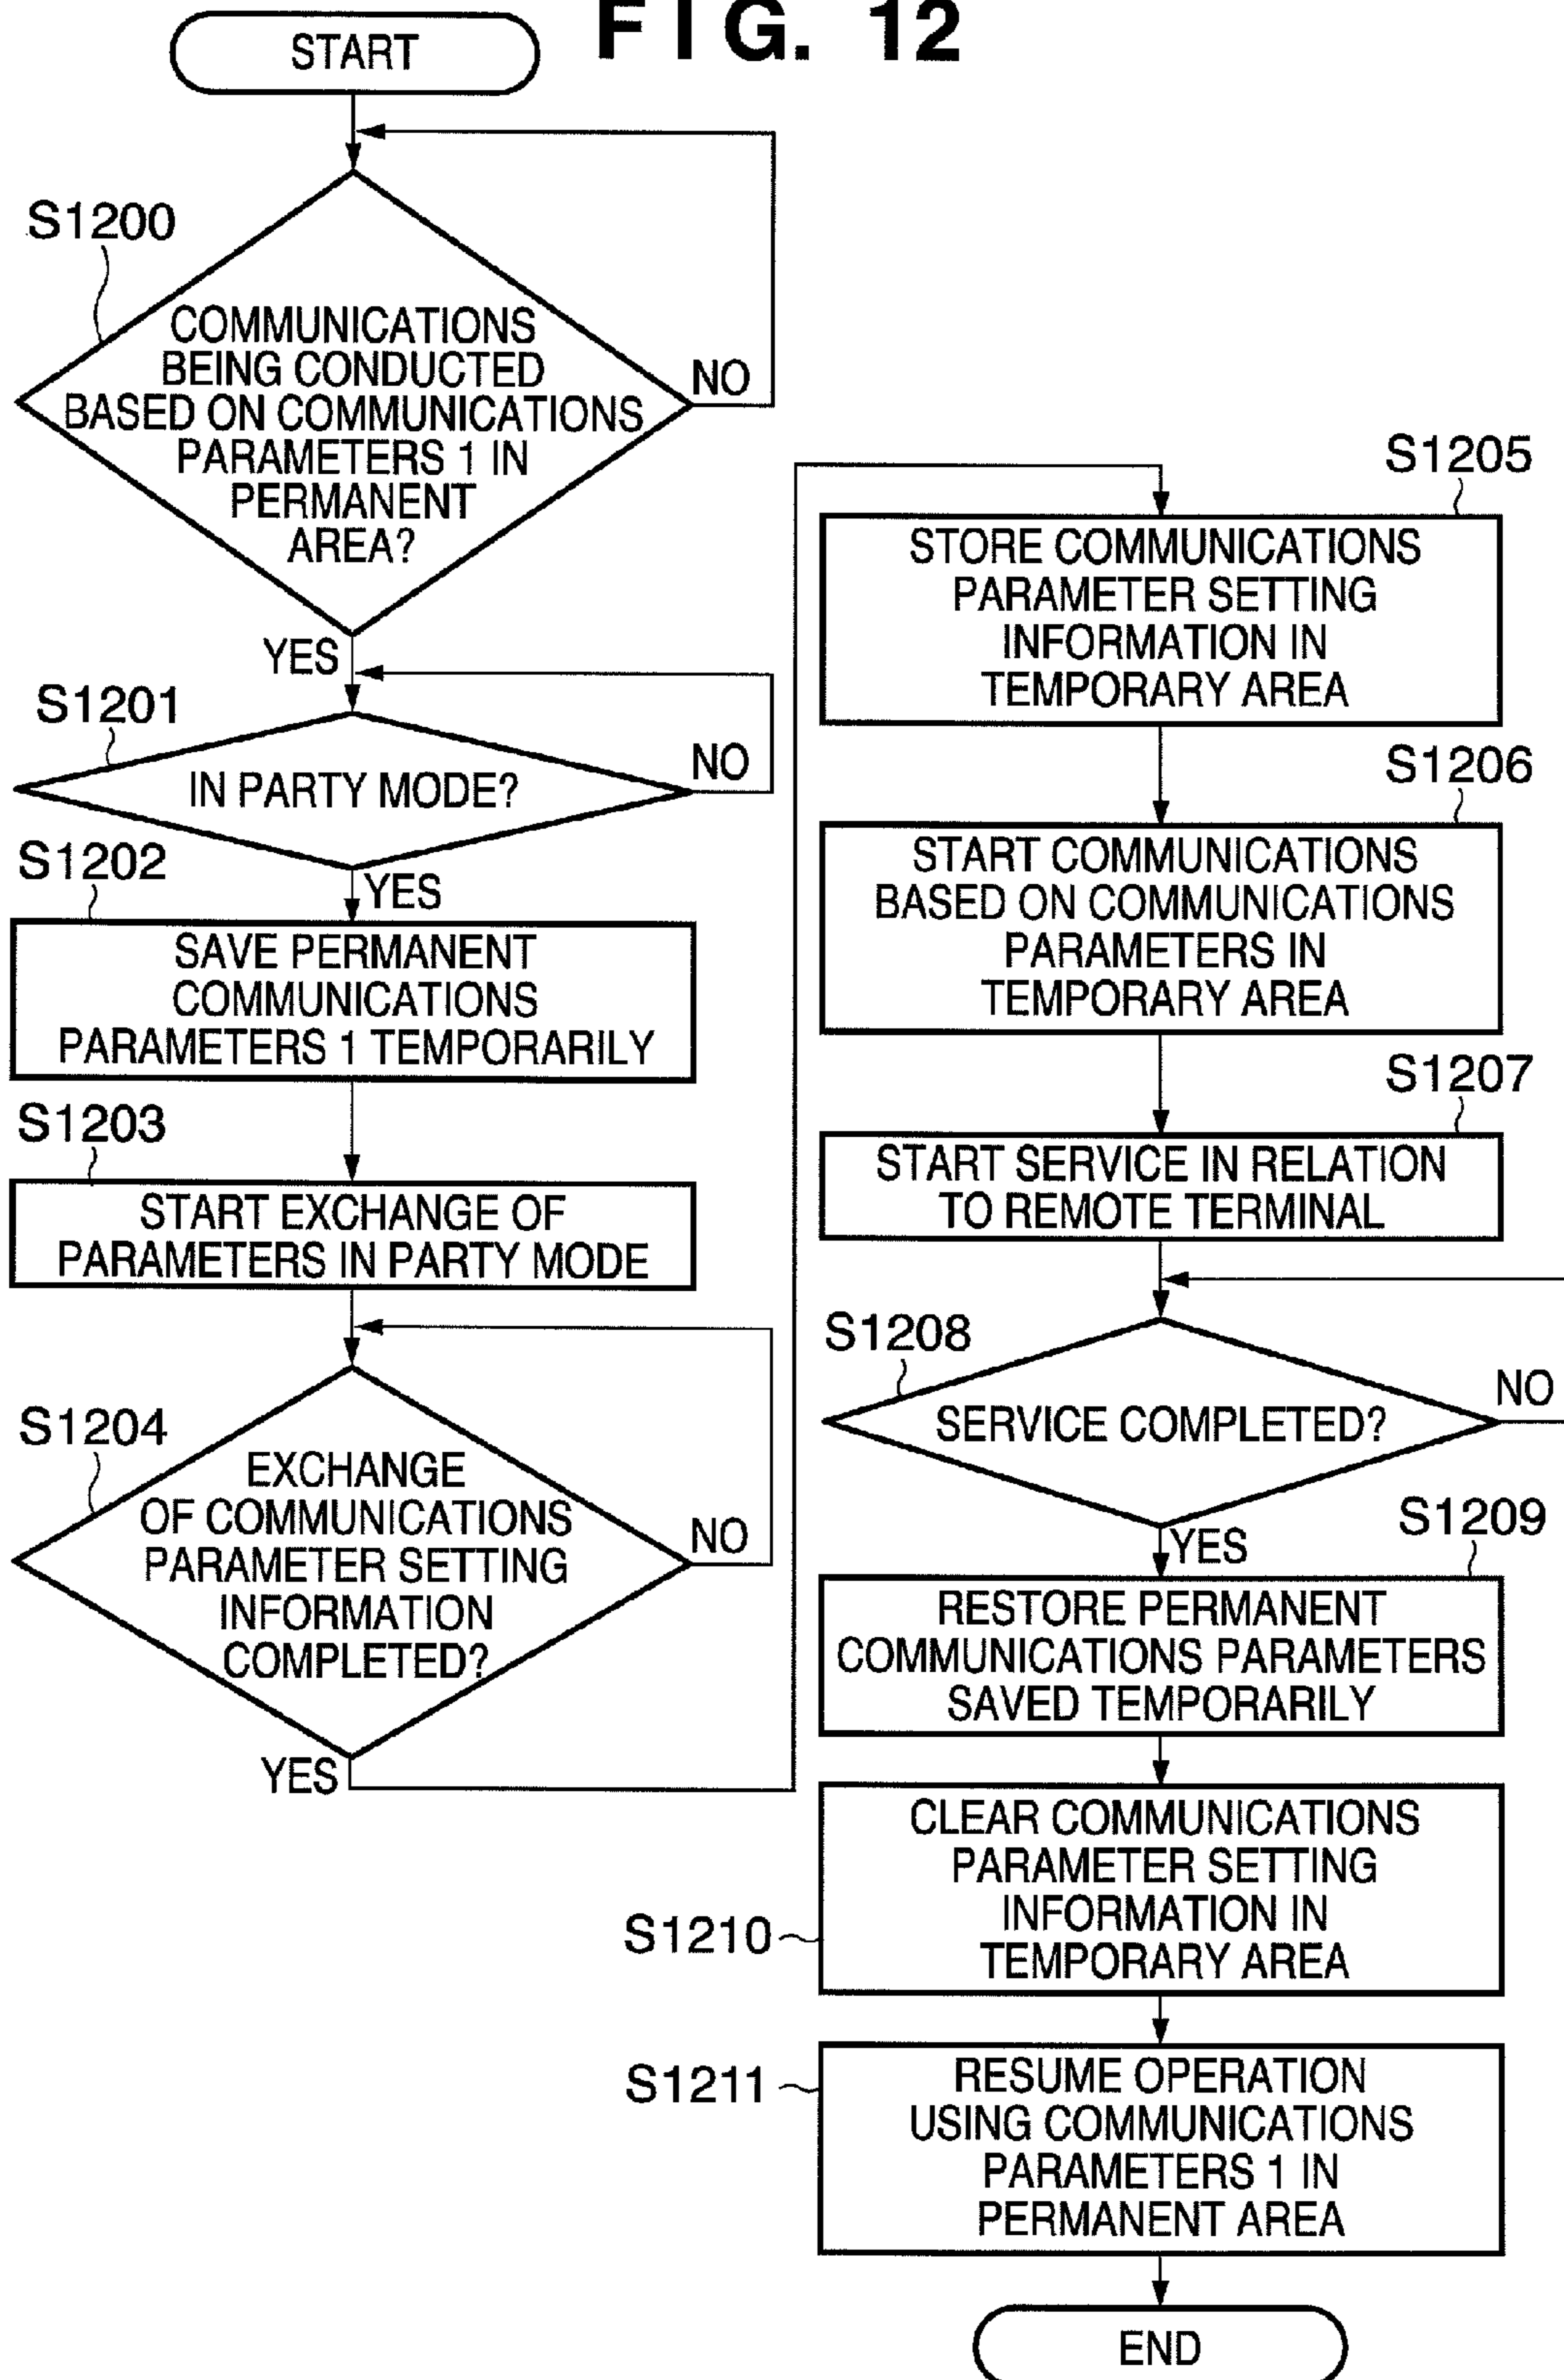 FIG. 12
START
S1200
COMMUNICATIONS
BEING CONDUCTED
BASED ON COMMUNICATIONS
PARAMETERS 1 IN
PERMANENT
AREA?
NO
YES
S1201
IN PARTY MODE?
NO
YES
S1202
SAVE PERMANENT
COMMUNICATIONS
PARAMETERS 1 TEMPORARILY
S1203
START EXCHANGE OF
PARAMETERS IN PARTY MODE
S1204
EXCHANGE
OF COMMUNICATIONS
PARAMETER SETTING
INFORMATION
COMPLETED?
NO
YES
S1205
STORE COMMUNICATIONS
PARAMETER SETTING
INFORMATION IN
TEMPORARY AREA
S1206
START COMMUNICATIONS
BASED ON COMMUNICATIONS
PARAMETERS IN
TEMPORARY AREA
S1207
START SERVICE IN RELATION
TO REMOTE TERMINAL
S1208
SERVICE COMPLETED?
NO
YES
S1209
RESTORE PERMANENT
COMMUNICATIONS PARAMETERS
SAVED TEMPORARILY
S1210
CLEAR COMMUNICATIONS
PARAMETER SETTING
INFORMATION IN
TEMPORARY AREA
S1211
RESUME OPERATION
USING COMMUNICATIONS
PARAMETERS 1 IN
PERMANENT AREA
END